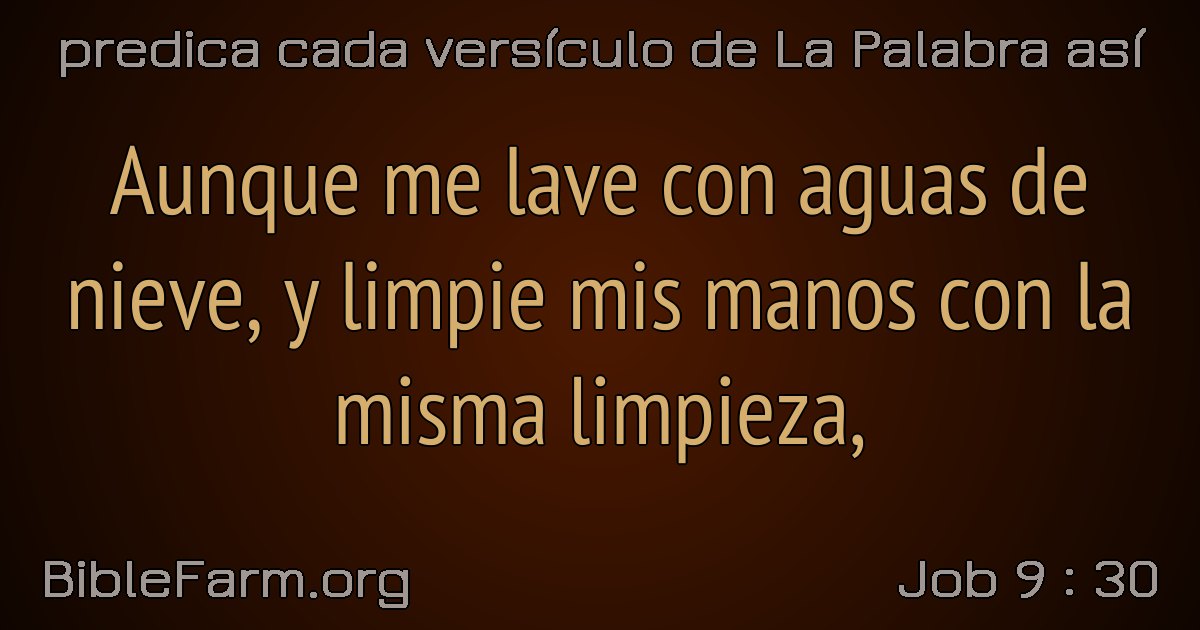 predica cada versículo de La Palabra así
Aunque me lave con aguas de
nieve, y limpie mis manos con la
misma limpieza,
BibleFarm.org
Job 9 : 30